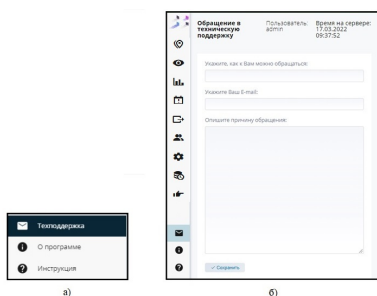 Обращение в
техническую
поддержку
Пользователь:
admin
Время на сервере:
17.03.2022
09:37:52
Укажите, как к Вам можно обращаться:
Укажите Ваш E-mail:
Опишите причину обращения:
Сохранить
Техподдержка
О программе
Инструкция
а)
б)